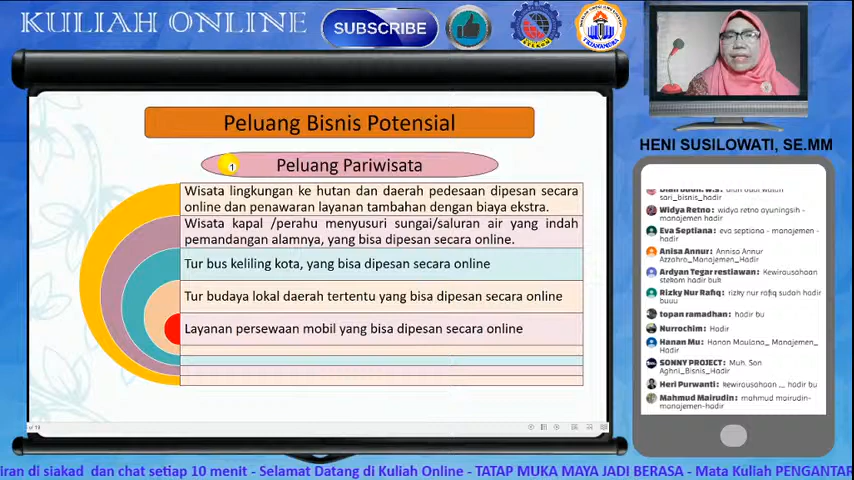 KULIAH ONLINE
SUBSCRIBE
STEKOM
HENI SUSILOWATI, SE.MM
Peluang Bisnis Potensial
1
Peluang Pariwisata
Wisata lingkungan ke hutan dan daerah pedesaan dipesan secara
online dan penawaran layanan tambahan dengan biaya ekstra.
Wisata kapal /perahu menyusuri sungai/saluran air yang indah
pemandangan alamnya, yang bisa dipesan secara online.
Tur bus keliling kota, yang bisa dipesan secara online
Tur budaya lokal daerah tertentu yang bisa dipesan secara online
Layanan persewaan mobil yang bisa dipesan secara online
sari_bisnis_hadir
Widya Retno: widya retno ayuningsih -
manajemen hadir
Eva Septiana: eva septiana - manajemen -
hadir
Anisa Annur: Annisa Annur
Azzahro_Manajemen_Hadir
Ardyan Tegar restiawan: Kewirausahaan
stekom hadir buk
Rizky Nur Rafiq: rizky nur rafiq sudah hadir
buuu
topan ramadhan: hadir bu
Nurrochim: Hadir
Hanan Mu: Hanan Maulana_ Manajemen_
Hadir
SONNY PROJECT: Muh. Son
Aghni_Bisnis_Hadir
Heri Purwanti: kewirausahaan _ hadir bu
Mahmud Mairudin: mahmud mairudin-
manajemen-hadir
iran di siakad dan chat setiap 10 menit - Selamat Datang di Kuliah Online - TATAP MUKA MAYA JADI BERASA - Mata Kuliah PENGANTAR